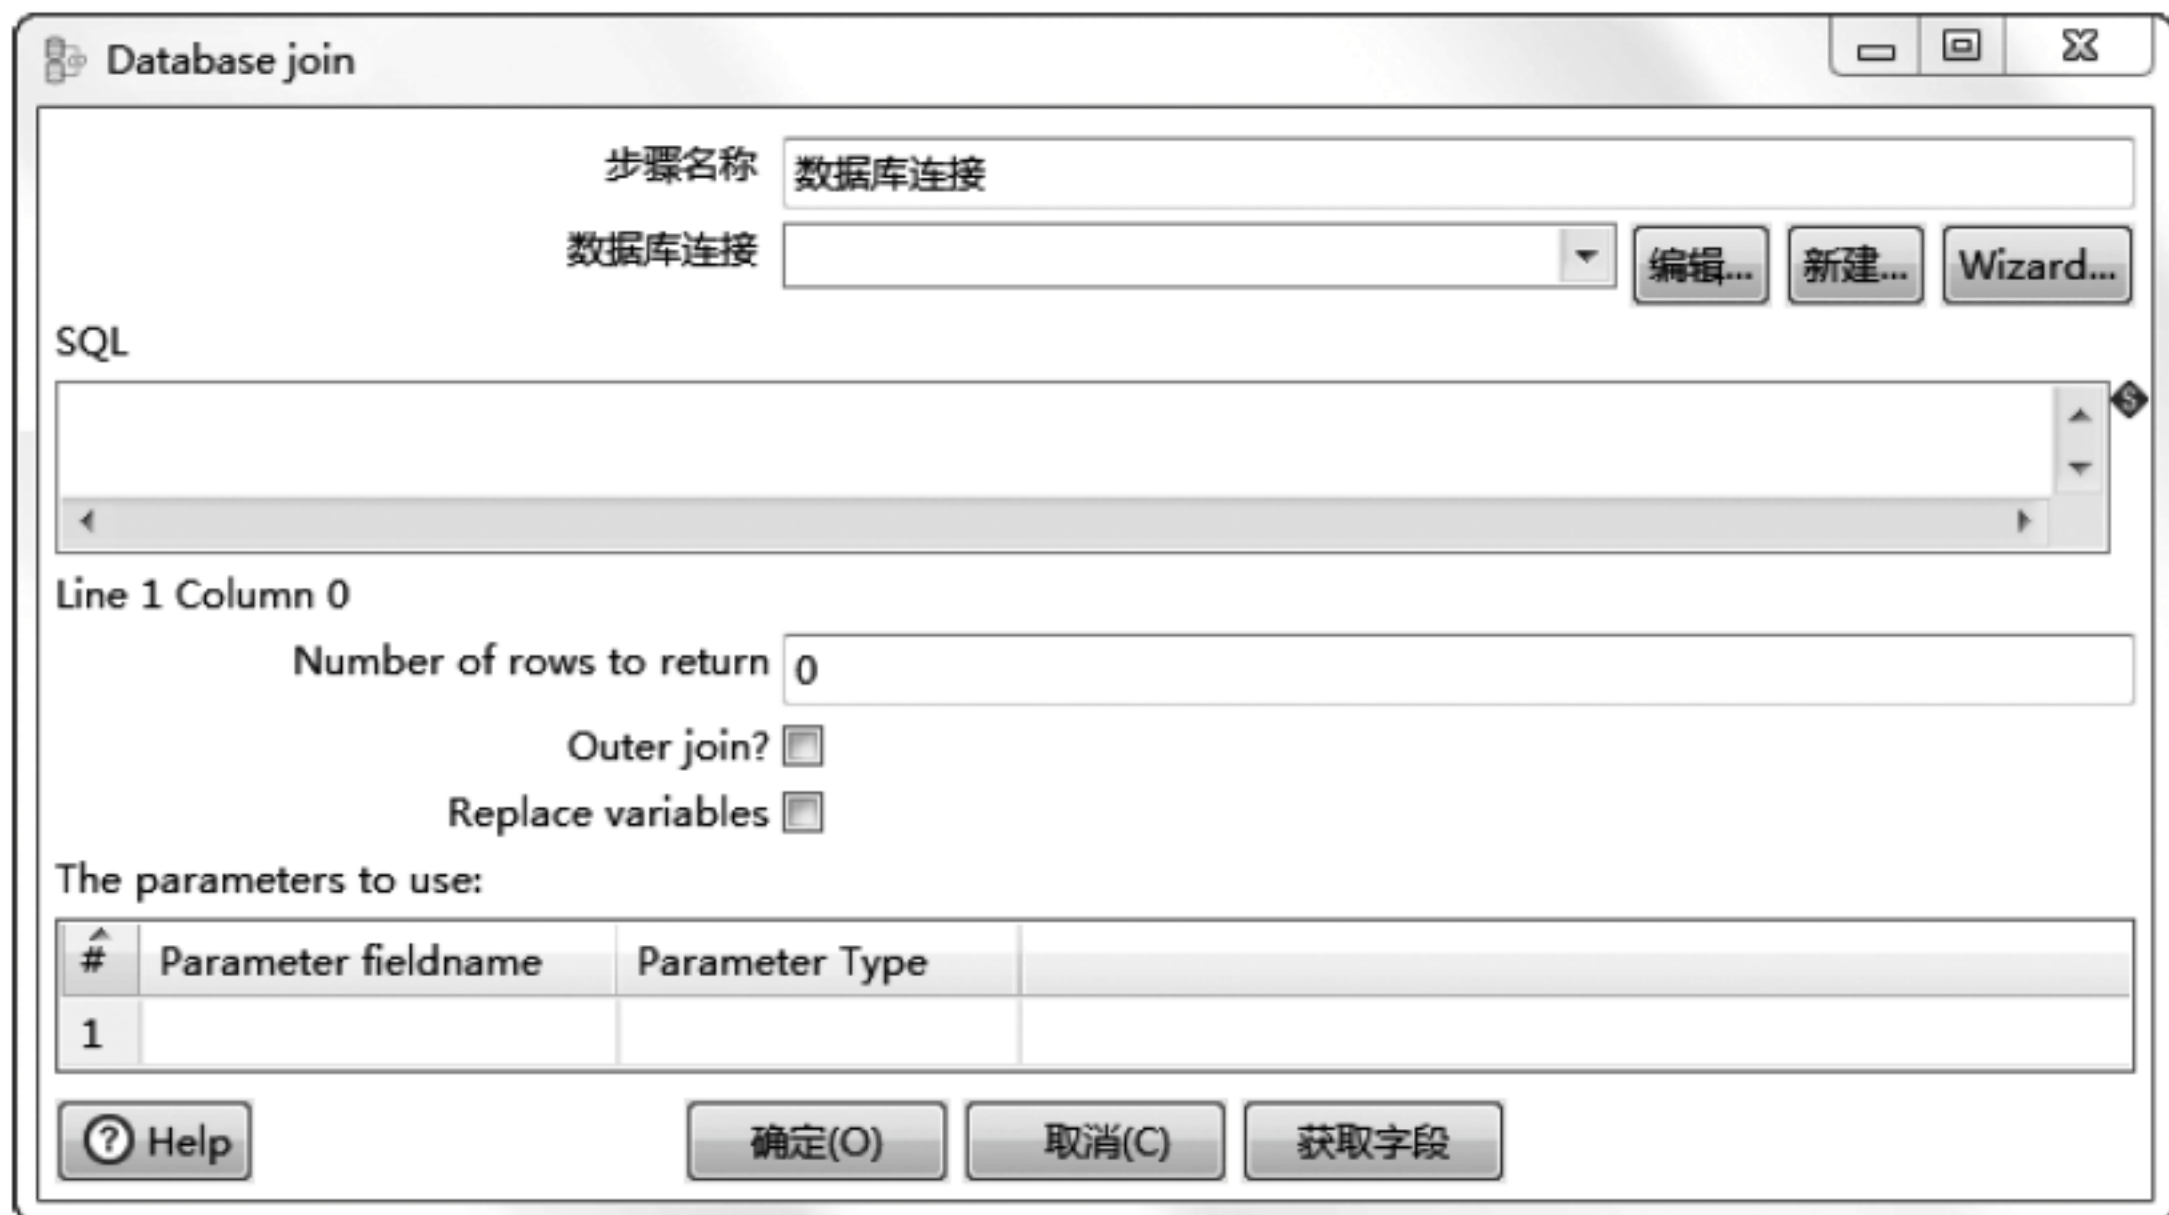 Database join
步骤名称 数据库连接
数据库连接 编辑... 新建... Wizard...
SQL
Line 1 Column 0
Number of rows to return 0
Outer join?
Replace variables
The parameters to use:
# Parameter fieldname Parameter Type
1
Help 确定(O) 取消(C) 获取字段